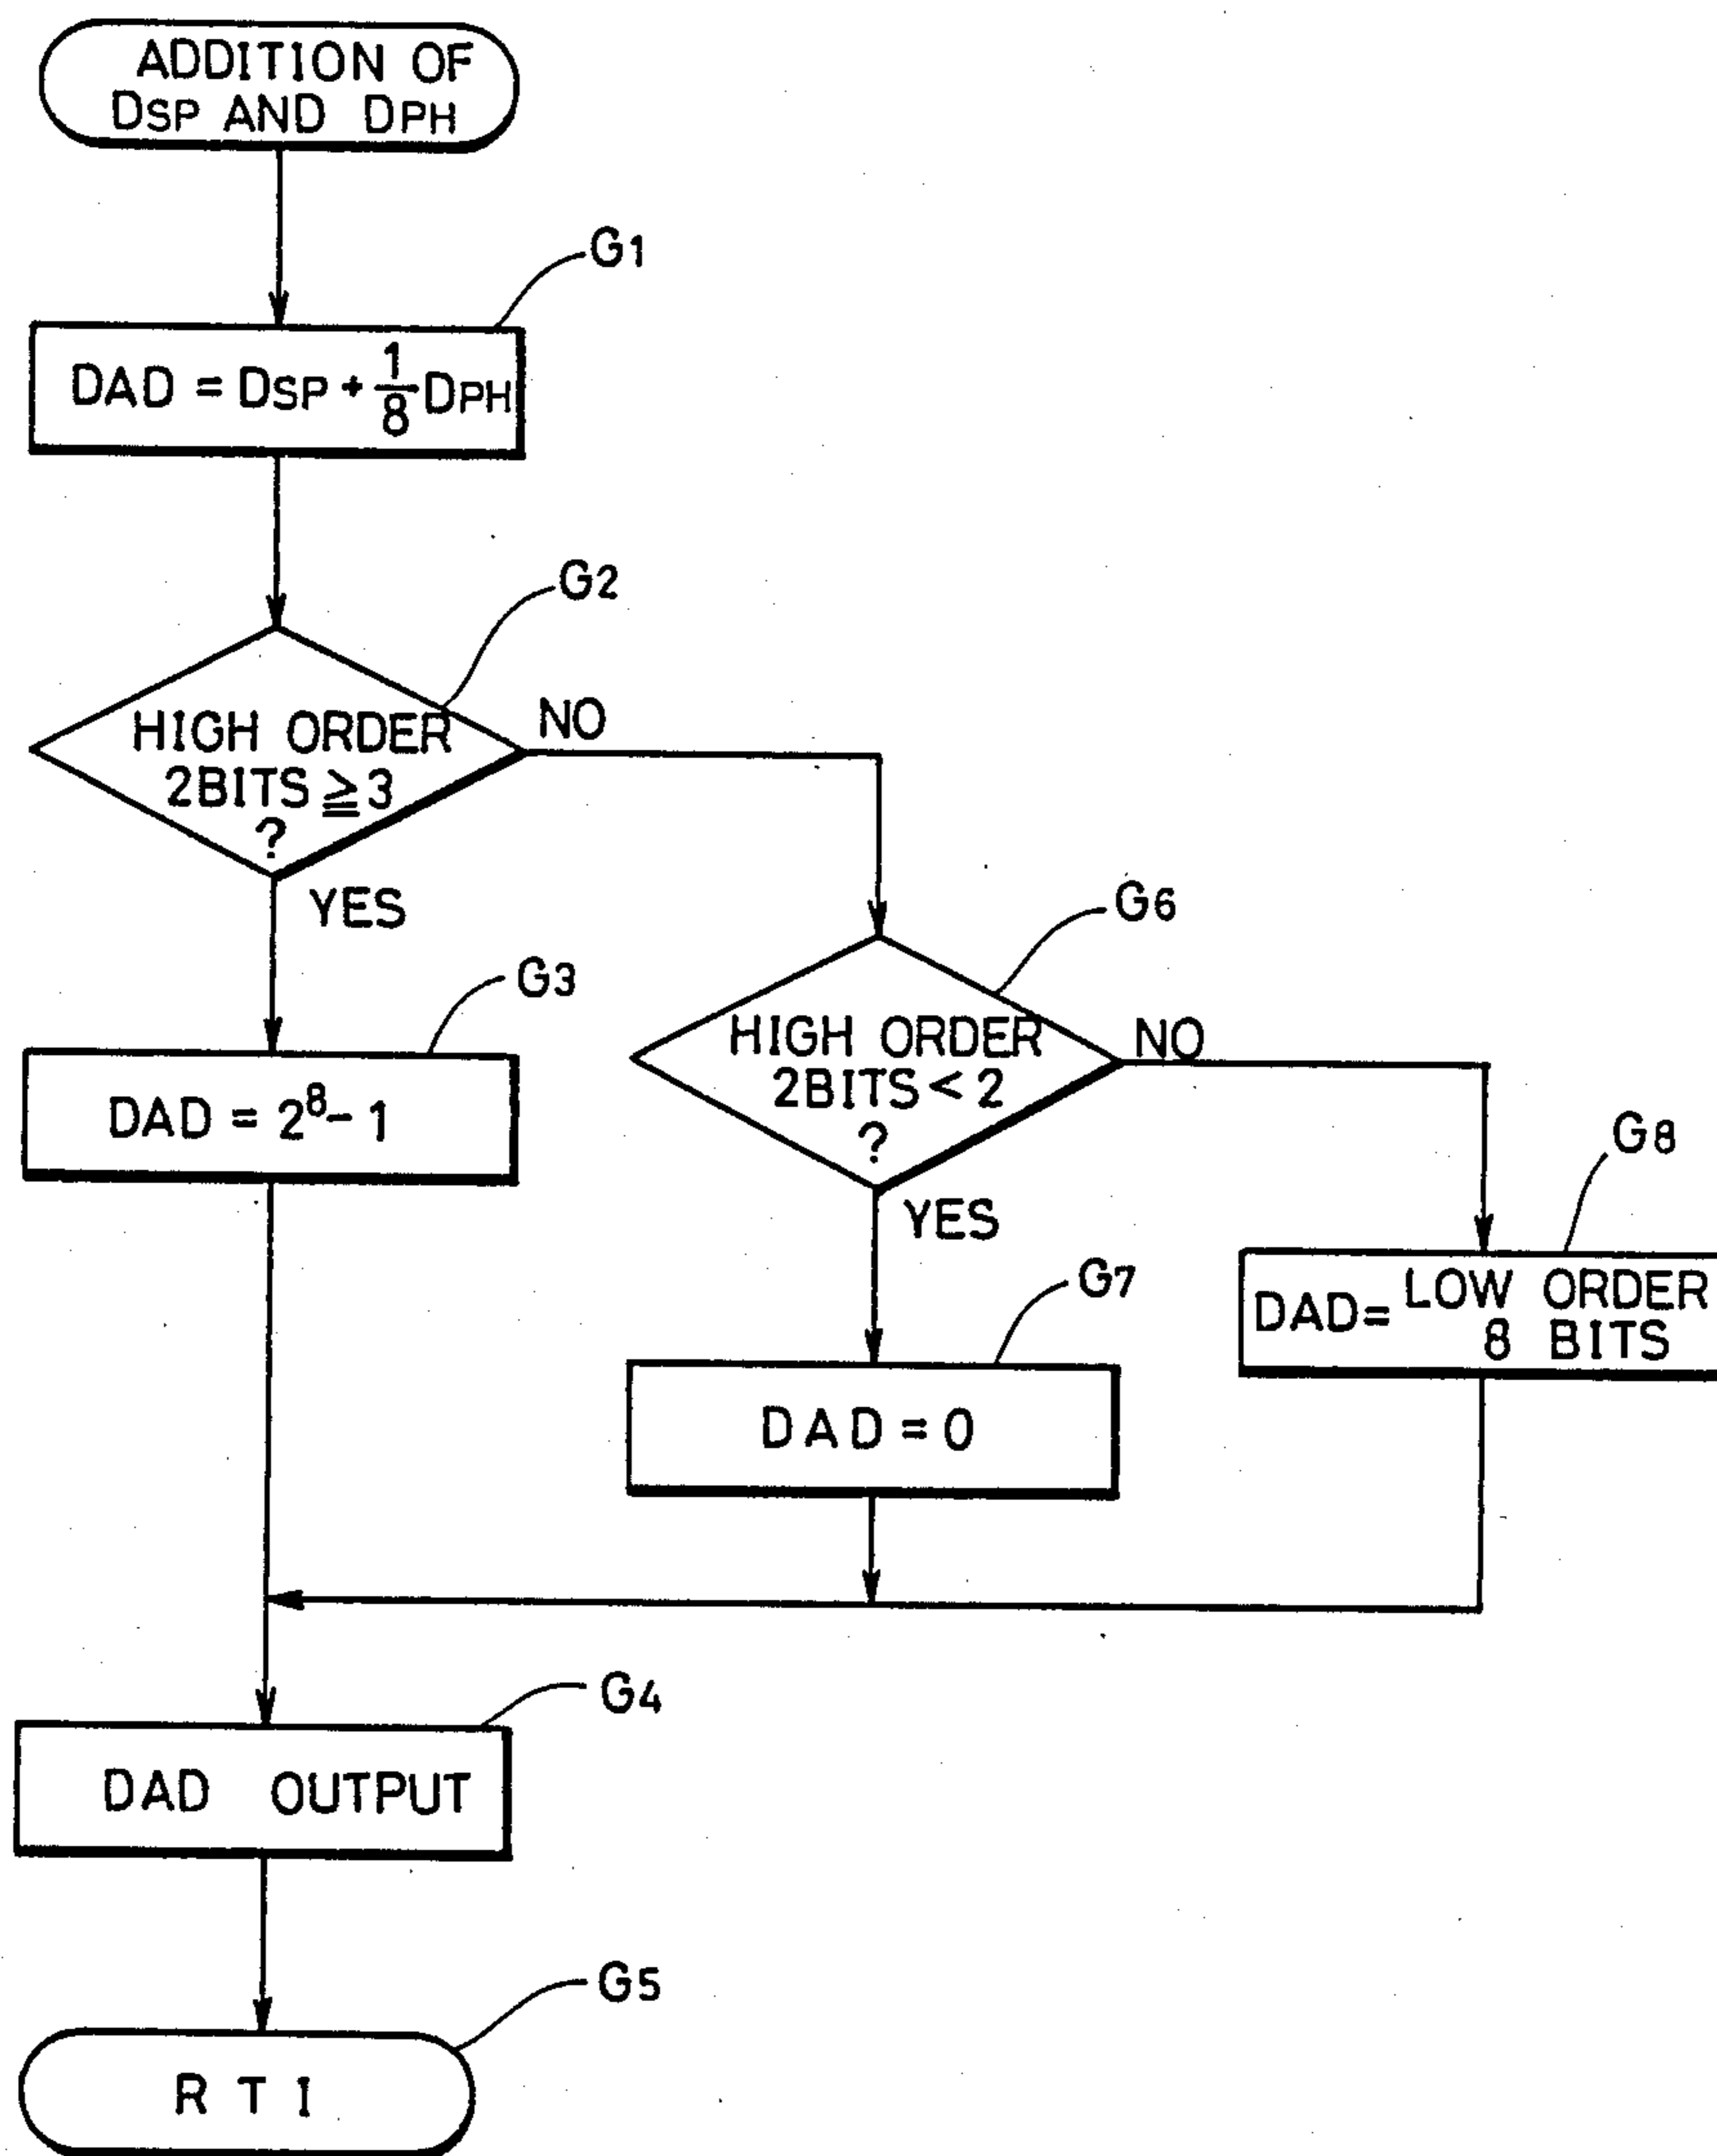 ADDITION OF
DSP AND DPH
G1
DAD = DSP + 1/8 DPH
G2
HIGH ORDER
2BITS ≧ 3
?
NO
YES
G6
G3
HIGH ORDER
2BITS < 2
?
NO
DAD = 2⁸ - 1
G8
YES
G7
DAD = LOW ORDER
8 BITS
DAD = 0
G4
DAD OUTPUT
G5
RTI